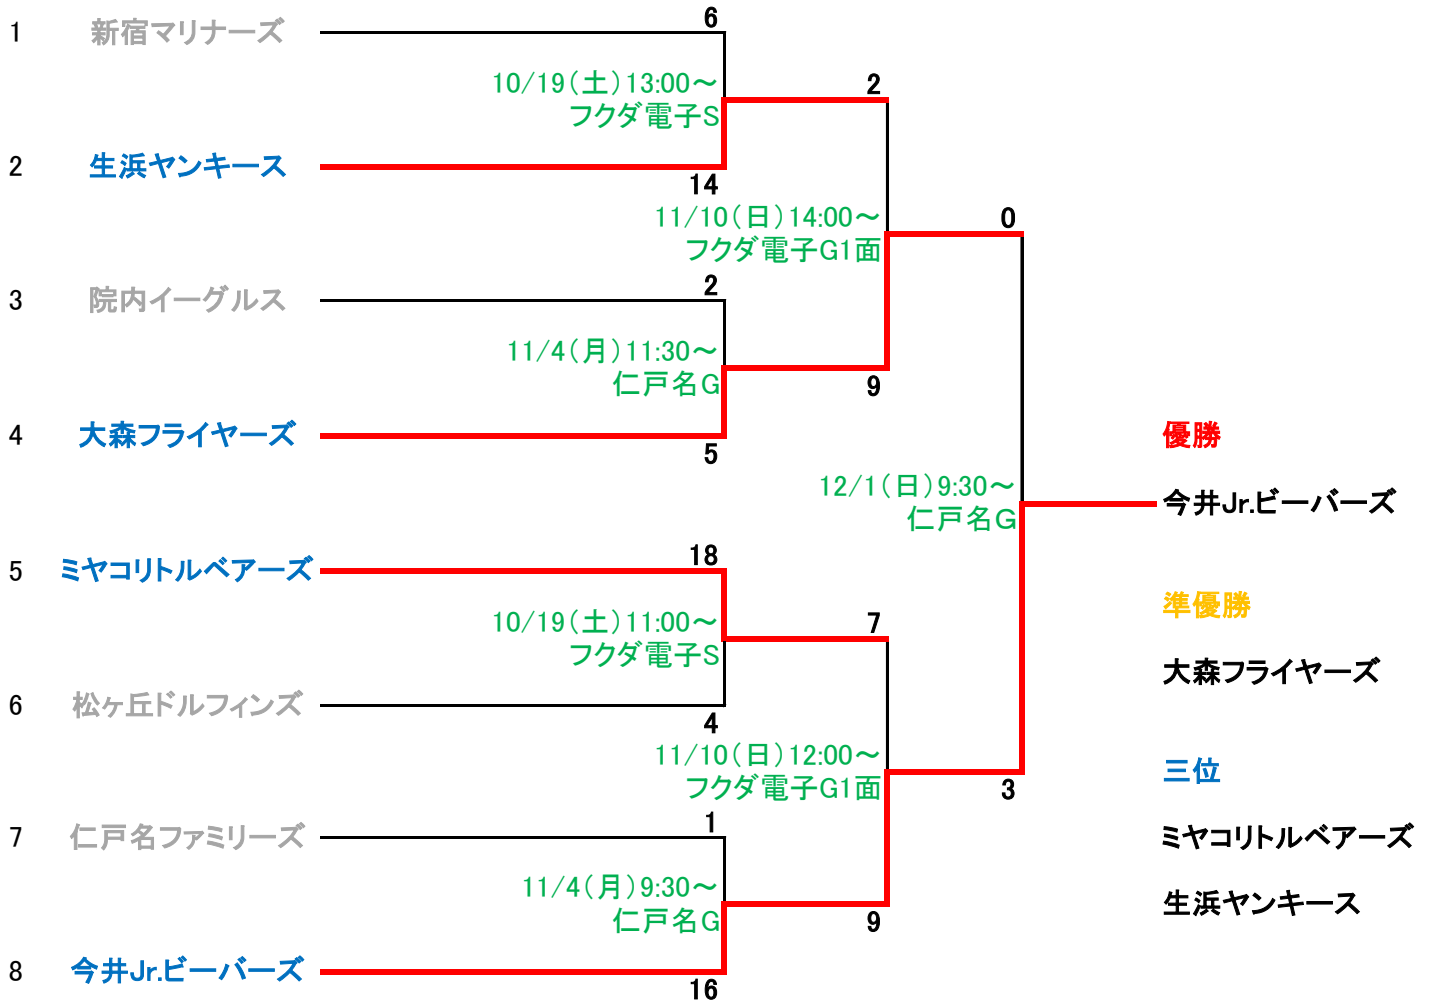 6
1 新宿マリナーズ
10/19(土)13:00～
フクダ電子S
2
2 生浜ヤンキース
14
11/10(日)14:00～
フクダ電子G1面
0
3 院内イーグルス
2
11/4(月)11:30～
仁戸名G
9
4 大森フライヤーズ
5
優勝
12/1(日)9:30～
仁戸名G
今井Jr.ビーバーズ
5 ミヤコリトルベアーズ
18
10/19(土)11:00～
フクダ電子S
7
準優勝
大森フライヤーズ
6 松ヶ丘ドルフィンズ
4
11/10(日)12:00～
フクダ電子G1面
3
三位
7 仁戸名ファミリーズ
1
ミヤコリトルベアーズ
11/4(月)9:30～
仁戸名G
9
生浜ヤンキース
8 今井Jr.ビーバーズ
16